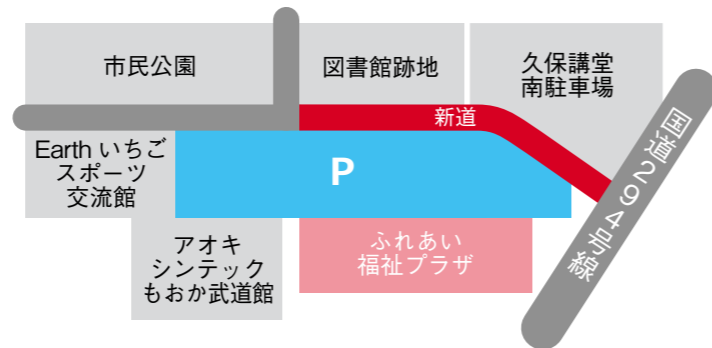 市民公園
図書館跡地
久保講堂
南駐車場
新道
国道294号線
Earth いちご
スポーツ
交流館
P
アオキ
シンテック
もおか武道館
ふれあい
福祉プラザ